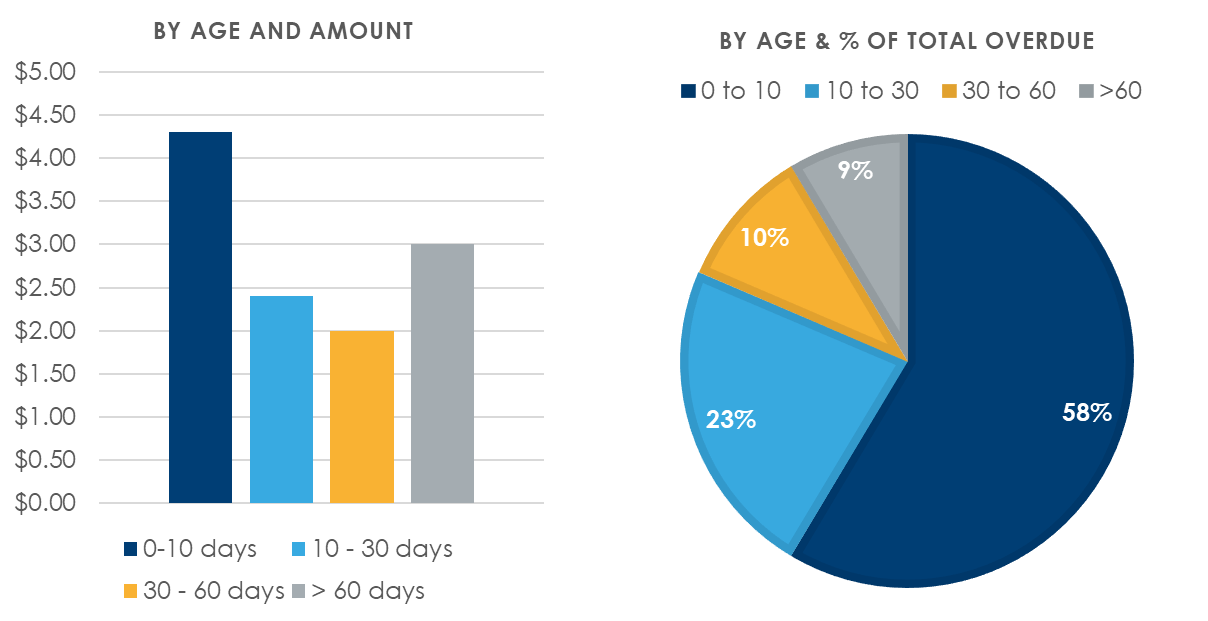 BY AGE AND AMOUNT
$5.00
$4.50
$4.00
$3.50
$3.00
$2.50
$2.00
$1.50
$1.00
$0.50
$0.00
0-10 days
10 - 30 days
30 - 60 days
> 60 days
BY AGE & % OF TOTAL OVERDUE
0 to 10
10 to 30
30 to 60
>60
9%
10%
23%
58%